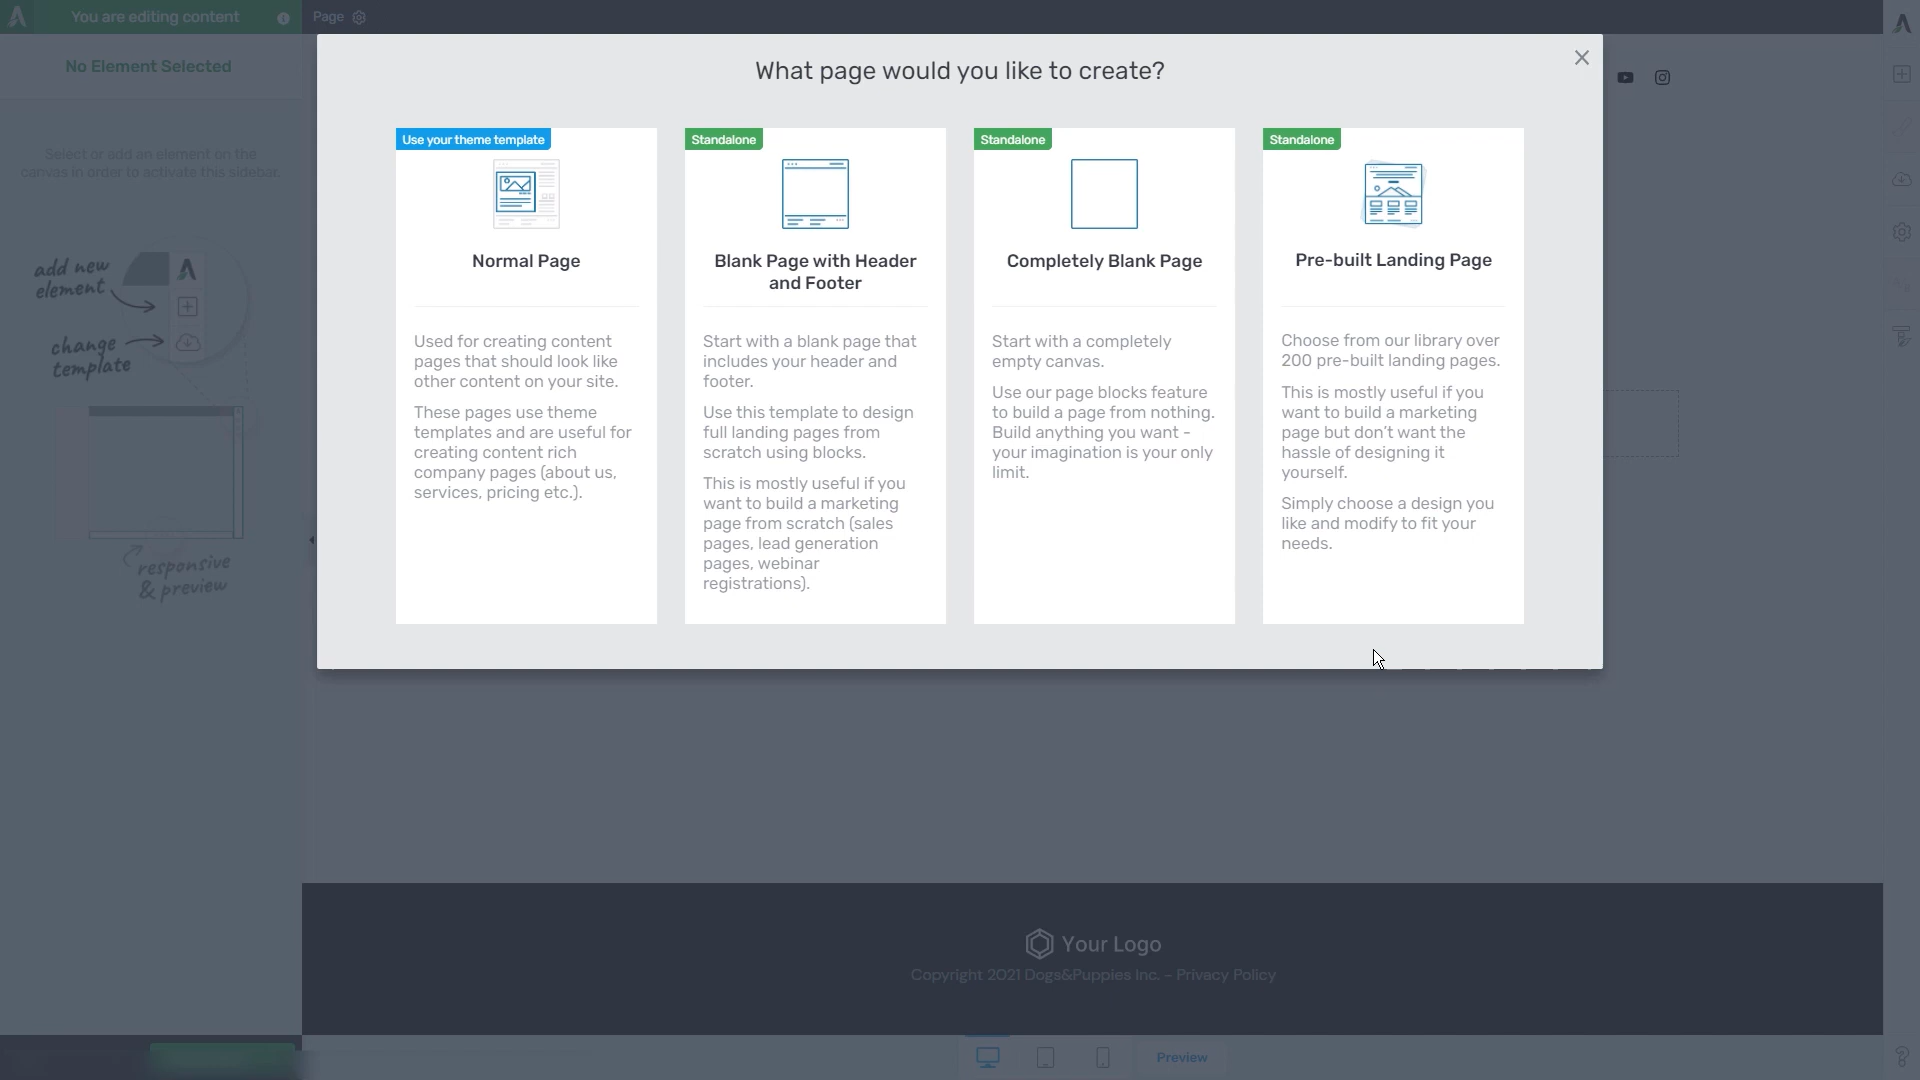 You are editing content
Page
No Element Selected
Select or add an element on the
canvas in order to activate this sidebar.
add new
element
change
template
responsive
& preview
What page would you like to create?
Use your theme template
Normal Page
Used for creating content
pages that should look like
other content on your site.
These pages use theme
templates and are useful for
creating content rich
company pages (about us,
services, pricing etc.).
Standalone
Blank Page with Header
and Footer
Start with a blank page that
includes your header and
footer.
Use this template to design
full landing pages from
scratch using blocks.
This is mostly useful if you
want to build a marketing
page from scratch (sales
pages, lead generation
pages, webinar
registrations).
Standalone
Completely Blank Page
Start with a completely
empty canvas.
Use our page blocks feature
to build a page from nothing.
Build anything you want -
your imagination is your only
limit.
Standalone
Pre-built Landing Page
Choose from our library over
200 pre-built landing pages.
This is mostly useful if you
want to build a marketing
page but don't want the
hassle of designing it
yourself.
Simply choose a design you
like and modify to fit your
needs.
Your Logo
Copyright 2021 Dogs&Puppies Inc. – Privacy Policy
Preview